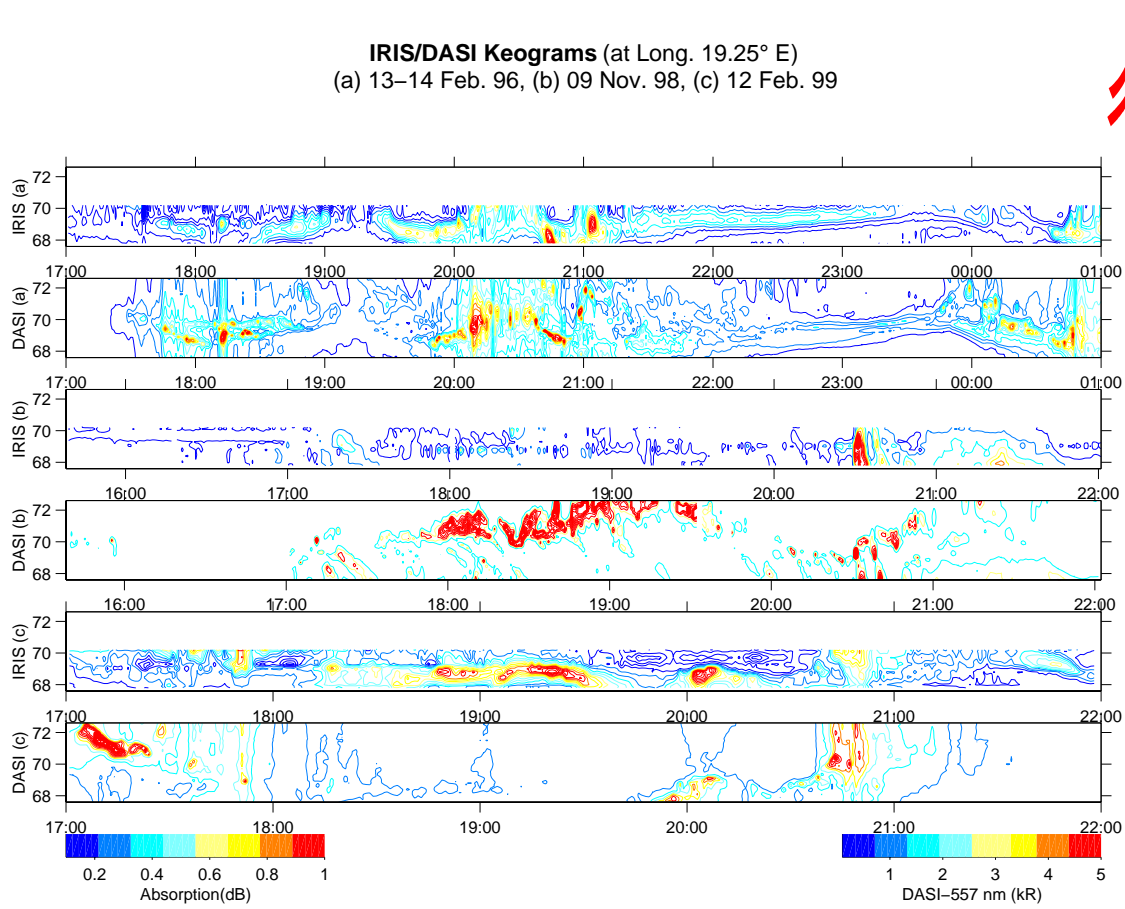 IRIS/DASI Keograms (at Long. 19.25° E)
(a) 13–14 Feb. 96, (b) 09 Nov. 98, (c) 12 Feb. 99
IRIS (a)
72
70
68
17:00 18:00 19:00 20:00 21:00 22:00 23:00 00:00 01:00
DASI (a)
72
70
68
17:00 18:00 19:00 20:00 21:00 22:00 23:00 00:00 01:00
IRIS (b)
72
70
68
16:00 17:00 18:00 19:00 20:00 21:00 22:00
DASI (b)
72
70
68
16:00 17:00 18:00 19:00 20:00 21:00 22:00
IRIS (c)
72
70
68
17:00 18:00 19:00 20:00 21:00 22:00
DASI (c)
72
70
68
17:00 18:00 19:00 20:00 21:00 22:00
0.2 0.4 0.6 0.8 1
Absorption(dB)
1 2 3 4 5
DASI–557 nm (kR)